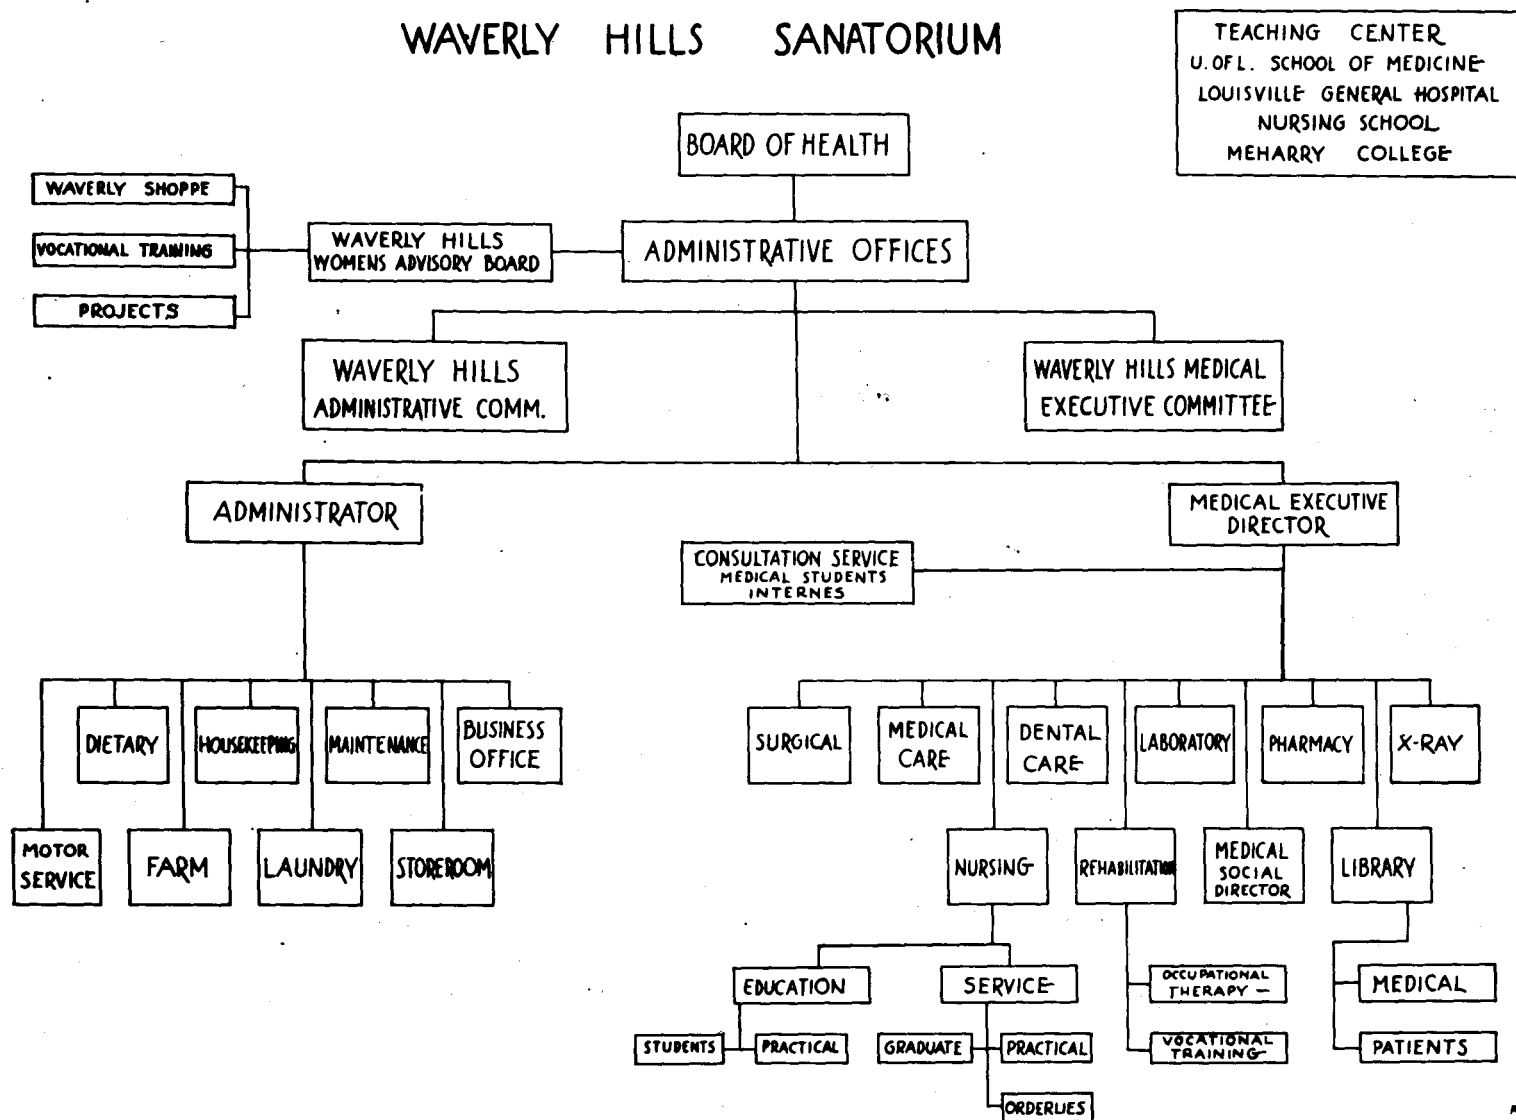 WAVERLY HILLS SANATORIUM
TEACHING CENTER
U. OF L. SCHOOL OF MEDICINE
LOUISVILLE GENERAL HOSPITAL
NURSING SCHOOL
MEHARRY COLLEGE
BOARD OF HEALTH
WAVERLY SHOPPE
VOCATIONAL TRAINING
PROJECTS
WAVERLY HILLS
WOMENS ADVISORY BOARD
ADMINISTRATIVE OFFICES
WAVERLY HILLS
ADMINISTRATIVE COMM.
WAVERLY HILLS MEDICAL
EXECUTIVE COMMITTEE
ADMINISTRATOR
MEDICAL EXECUTIVE
DIRECTOR
CONSULTATION SERVICE
MEDICAL STUDENTS
INTERNES
DIETARY
HOUSEKEEPING
MAINTENANCE
BUSINESS
OFFICE
MOTOR
SERVICE
FARM
LAUNDRY
STOREROOM
SURGICAL
MEDICAL
CARE
DENTAL
CARE
LABORATORY
PHARMACY
X-RAY
NURSING
REHABILITATION
MEDICAL
SOCIAL
DIRECTOR
LIBRARY
EDUCATION
SERVICE
STUDENTS
PRACTICAL
GRADUATE
PRACTICAL
ORDERLIES
OCCUPATIONAL
THERAPY –
VOCATIONAL
TRAINING
MEDICAL
PATIENTS